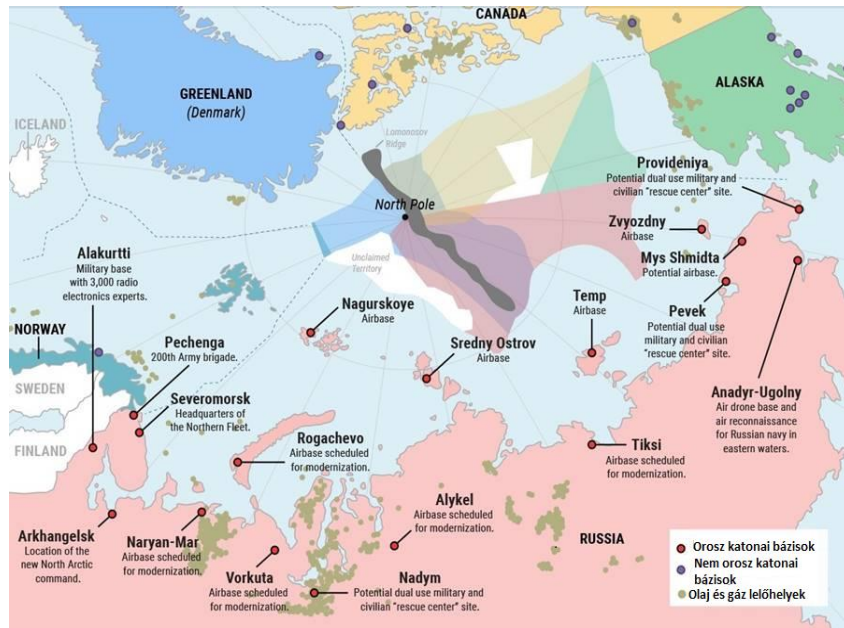 CANADA
GREENLAND
(Denmark)
ALASKA
ICELAND
Lomonosov
Ridge
North Pole
Unclaimed
Territory
Provideniya
Potential dual use military and
civilian "rescue center" site.
Zvyozdny
Airbase
Mys Shmidta
Potential airbase.
Pevek
Potential dual use
military and civilian
"rescue center" site.
Anadyr-Ugolny
Air drone base and
air reconnaissance
for Russian navy in
eastern waters.
Alakurtti
Military base
with 3,000 radio
electronics experts.
Nagurskoye
Airbase
Temp
Airbase
Sredny Ostrov
Airbase
NORWAY
Pechenga
200th Army brigade.
SWEDEN
Severomorsk
Headquarters of
the Northern Fleet.
FINLAND
Rogachevo
Airbase scheduled
for modernization.
Tiksi
Airbase scheduled
for modernization.
Alykel
Airbase scheduled
for modernization.
Arkhangelsk
Location of the
new North Arctic
command.
Naryan-Mar
Airbase scheduled
for modernization.
Vorkuta
Airbase scheduled
for modernization.
Nadym
Potential dual use military and
civilian "rescue center" site.
RUSSIA
Orosz katonai bázisok
Nem orosz katonai
bázisok
Olaj és gáz lelőhelyek